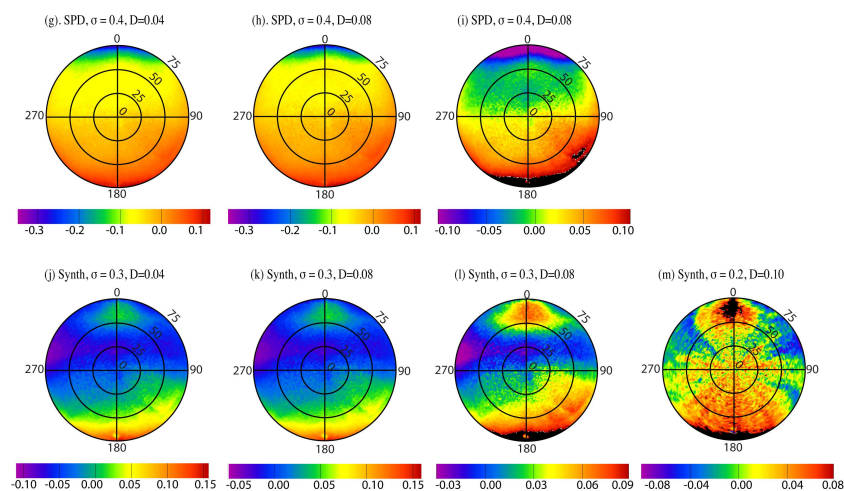 (g). SPD, σ = 0.4, D=0.04 (h). SPD, σ = 0.4, D=0.08 (i) SPD, σ = 0.4, D=0.08
0 0 0
75 75 75
50 50 50
25 25 25
0 0 0
270 90 270 90 270 90
180 180 180
-0.3 -0.2 -0.1 0.0 0.1 -0.3 -0.2 -0.1 0.0 0.1 -0.10 -0.05 0.00 0.05 0.10
(j) Synth, σ = 0.3, D=0.04 (k) Synth, σ = 0.3, D=0.08 (l) Synth, σ = 0.3, D=0.08 (m) Synth, σ = 0.2, D=0.10
0 0 0 0
75 75 75 75
50 50 50 50
25 25 25 25
0 0 0 0
270 90 270 90 270 90 270 90
180 180 180 180
-0.10 -0.05 0.00 0.05 0.10 0.15 -0.05 0.00 0.05 0.10 0.15 -0.03 0.00 0.03 0.06 0.09 -0.08 -0.04 0.00 0.04 0.08